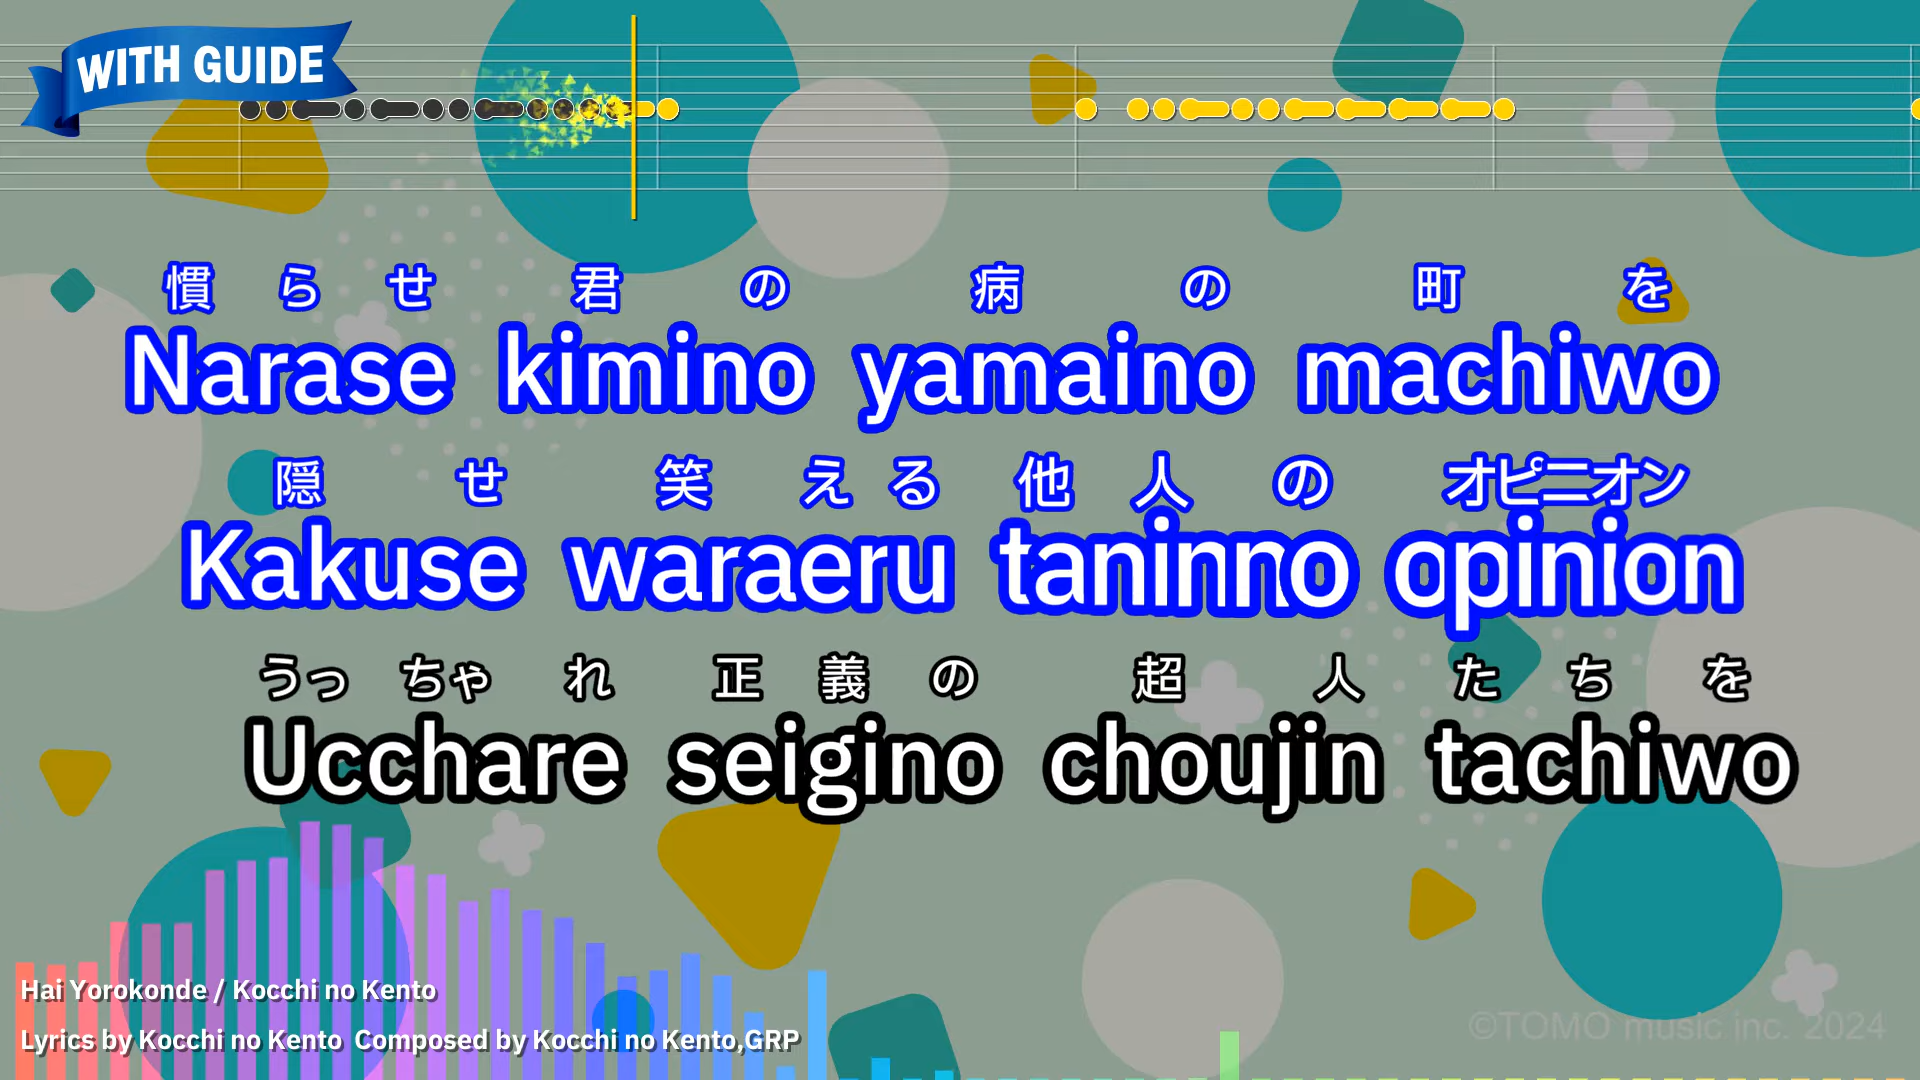 WITH GUIDE
慣らせ 君の 病の 町を
Narase kimino yamaino machiwo
隠せ 笑える 他人の オピニオン
Kakuse waraeru taninno opinion
うっちゃれ 正義の 超人 たちを
Ucchare seigino choujin tachiwo
Hai Yorokonde / Kocchi no Kento
Lyrics by Kocchi no Kento Composed by Kocchi no Kento,GRP
©TOMO music inc. 2024